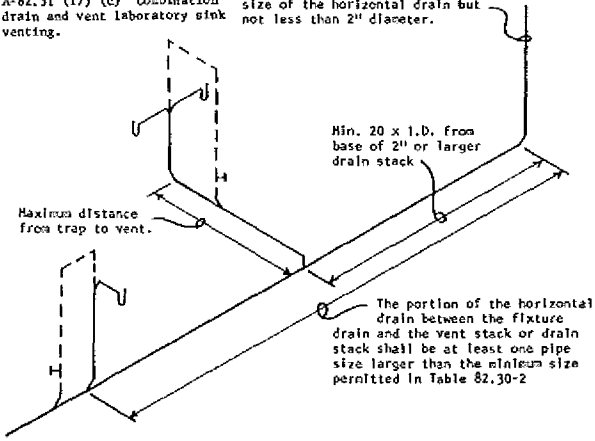 A-82.31 (17) (c) Combination
drain and vent laboratory sink
venting.
size of the horizontal drain but
not less than 2" diameter.
Min. 20 x I.D. from
base of 2" or larger
drain stack
Maximum distance
from trap to vent.
The portion of the horizontal
drain between the fixture
drain and the vent stack or drain
stack shall be at least one pipe
size larger than the minimum size
permitted in Table 82.30-2